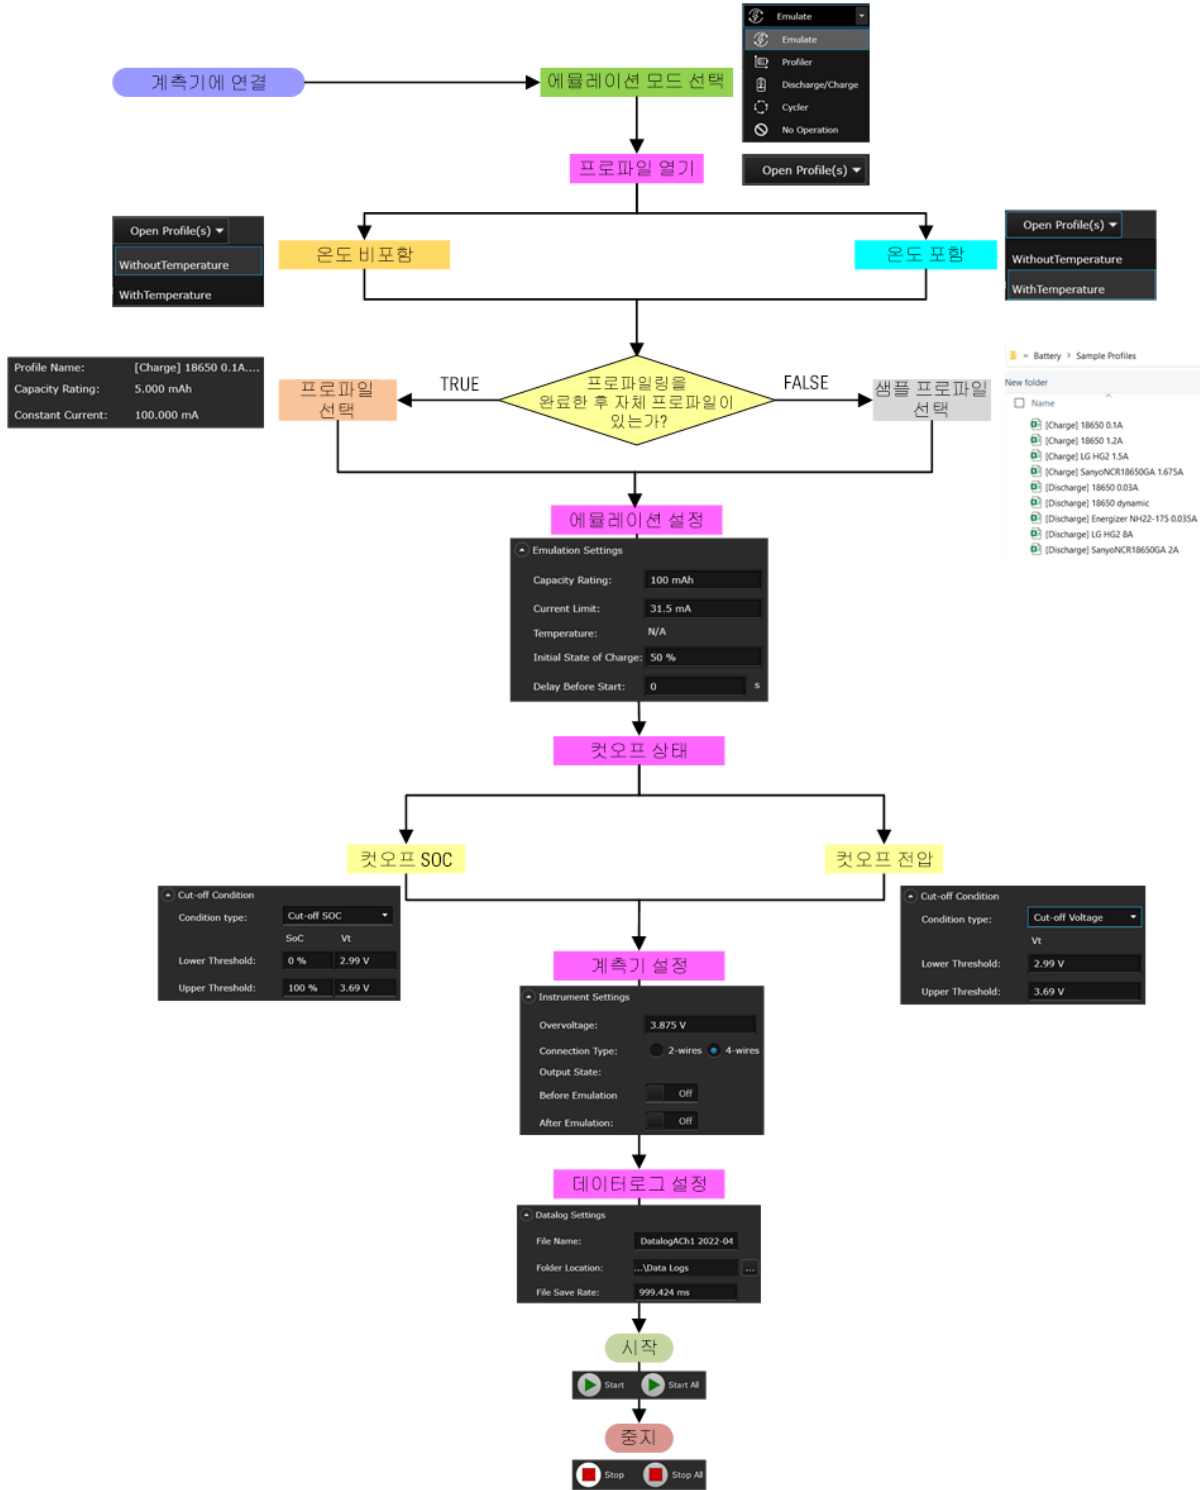 Emulate
Emulate
Profiler
Discharge/Charge
Cycler
No Operation
계측기에 연결
에뮬레이션 모드 선택
프로파일 열기
Open Profile(s)
Open Profile(s)
WithoutTemperature
WithTemperature
온도 비포함
온도 포함
Open Profile(s)
WithoutTemperature
WithTemperature
Profile Name: [Charge] 18650 0.1A....
Capacity Rating: 5.000 mAh
Constant Current: 100.000 mA
프로파일
선택
TRUE
프로파일링을
완료한 후 자체 프로파일이
있는가?
FALSE
샘플 프로파일
선택
« Battery > Sample Profiles
New folder
Name
[Charge] 18650 0.1A
[Charge] 18650 1.2A
[Charge] LG HG2 1.5A
[Charge] SanyoNCR18650GA 1.675A
[Discharge] 18650 0.03A
[Discharge] 18650 dynamic
[Discharge] Energizer NH22-175 0.035A
[Discharge] LG HG2 8A
[Discharge] SanyoNCR18650GA 2A
에뮬레이션 설정
Emulation Settings
Capacity Rating: 100 mAh
Current Limit: 31.5 mA
Temperature: N/A
Initial State of Charge: 50 %
Delay Before Start: 0 s
컷오프 상태
컷오프 SOC
컷오프 전압
Cut-off Condition
Condition type: Cut-off SOC
SoC Vt
Lower Threshold: 0 % 2.99 V
Upper Threshold: 100 % 3.69 V
Cut-off Condition
Condition type: Cut-off Voltage
Vt
Lower Threshold: 2.99 V
Upper Threshold: 3.69 V
계측기 설정
Instrument Settings
Overvoltage: 3.875 V
Connection Type: 2-wires 4-wires
Output State:
Before Emulation Off
After Emulation: Off
데이터로그 설정
Datalog Settings
File Name: DatalogACh1 2022-04
Folder Location: ...\Data Logs ...
File Save Rate: 999.424 ms
시작
Start Start All
중지
Stop Stop All